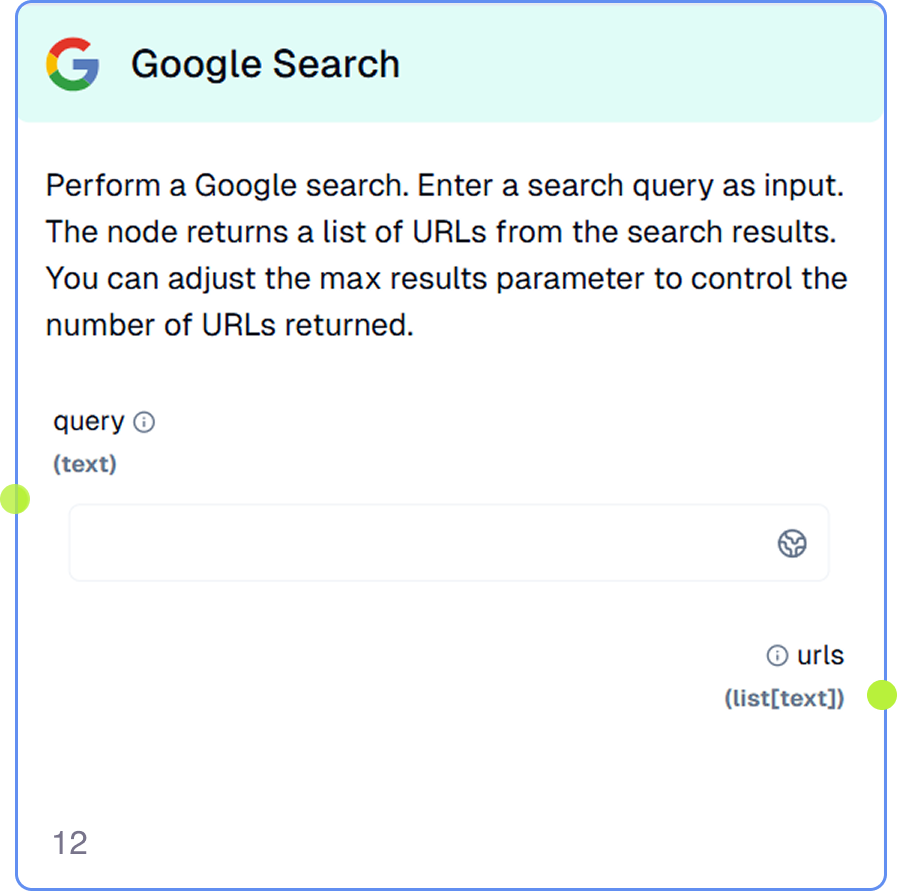 Google Search
Perform a Google search. Enter a search query as input.
The node returns a list of URLs from the search results.
You can adjust the max results parameter to control the
number of URLs returned.
query
(text)
urls
(list[text])
12